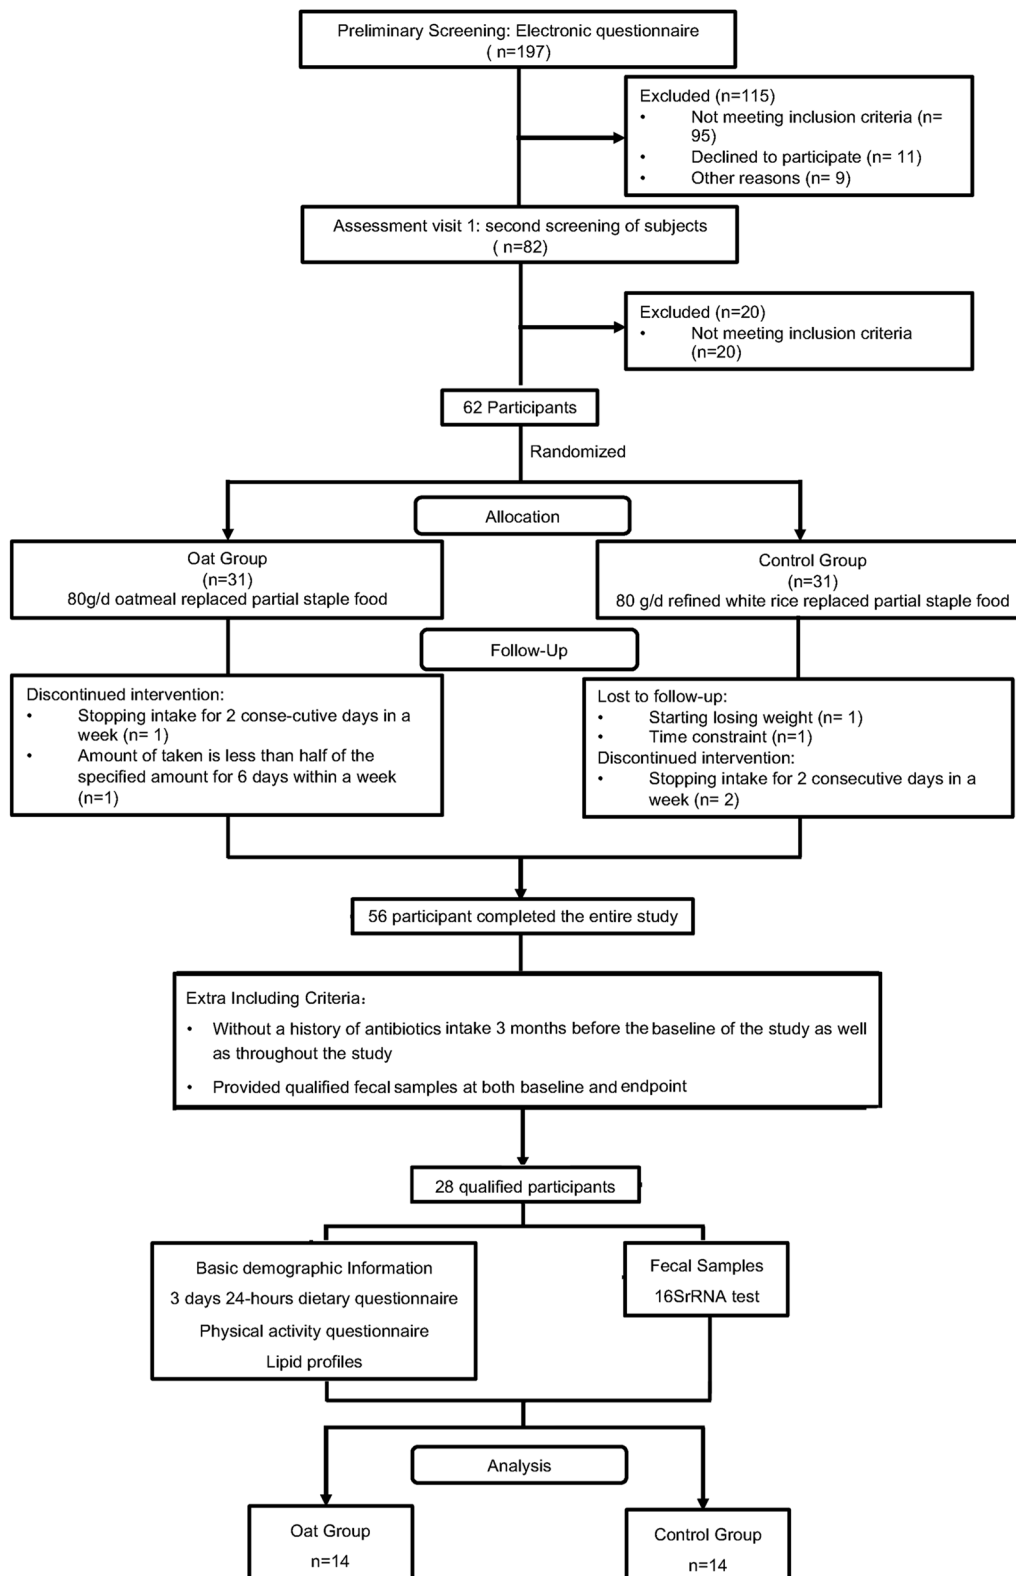 Preliminary Screening: Electronic questionnaire
( n=197)
Excluded (n=115)
• Not meeting inclusion criteria (n=
95)
• Declined to participate (n= 11)
• Other reasons (n= 9)
Assessment visit 1: second screening of subjects
( n=82)
Excluded (n=20)
• Not meeting inclusion criteria
(n=20)
62 Participants
Randomized
Allocation
Oat Group
(n=31)
80g/d oatmeal replaced partial staple food
Control Group
(n=31)
80 g/d refined white rice replaced partial staple food
Follow-Up
Discontinued intervention:
• Stopping intake for 2 conse-cutive days in a
week (n= 1)
• Amount of taken is less than half of the
specified amount for 6 days within a week
(n=1)
Lost to follow-up:
• Starting losing weight (n= 1)
• Time constraint (n=1)
Discontinued intervention:
• Stopping intake for 2 consecutive days in a
week (n= 2)
56 participant completed the entire study
Extra Including Criteria：
• Without a history of antibiotics intake 3 months before the baseline of the study as well
as throughout the study
• Provided qualified fecal samples at both baseline and endpoint
28 qualified participants
Basic demographic Information
3 days 24-hours dietary questionnaire
Physical activity questionnaire
Lipid profiles
Fecal Samples
16SrRNA test
Analysis
Oat Group
n=14
Control Group
n=14